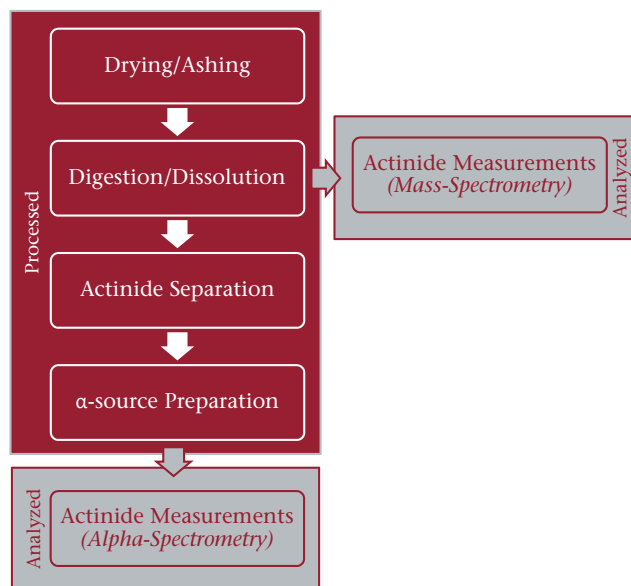 Drying/Ashing
Digestion/Dissolution
Actinide Separation
α-source Preparation
Processed
Actinide Measurements
(Mass-Spectrometry)
Analyzed
Analyzed
Actinide Measurements
(Alpha-Spectrometry)